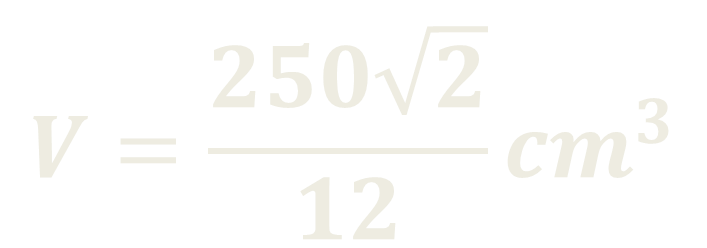 V = 250√2/12 cm³